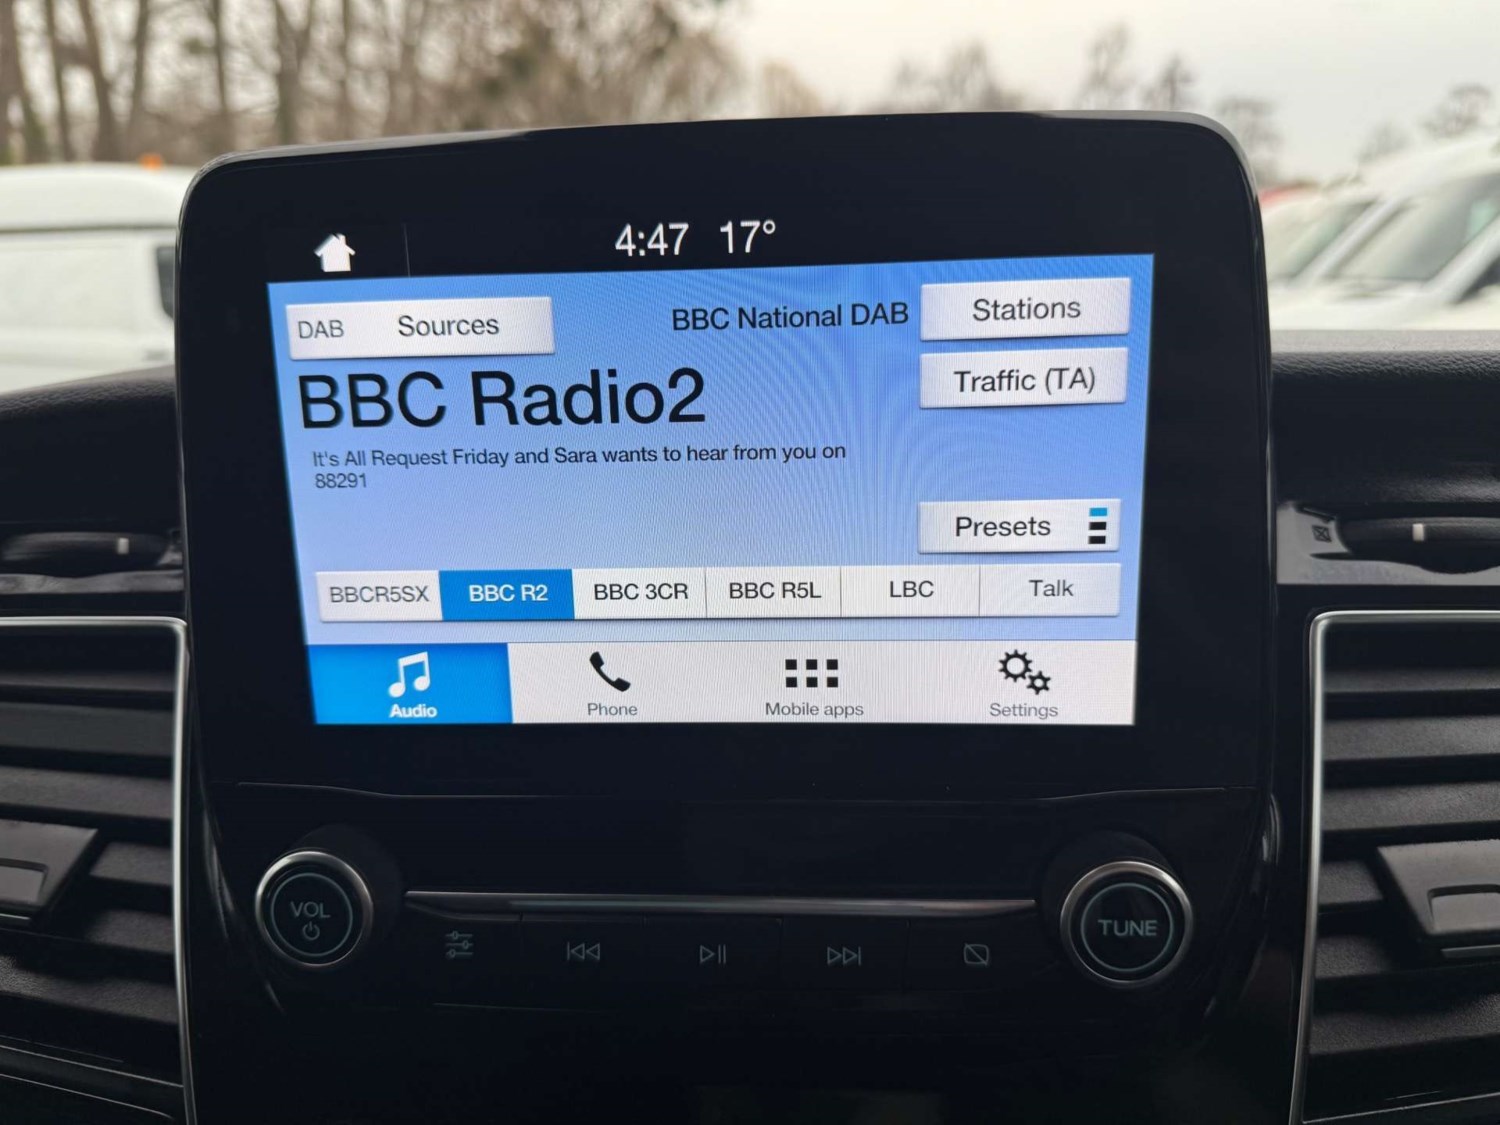 4:47 17°
DAB Sources
BBC National DAB
Stations
BBC Radio2
Traffic (TA)
It's All Request Friday and Sara wants to hear from you on
88291
Presets
BBCR5SX BBC R2 BBC 3CR BBC R5L LBC Talk
Audio Phone Mobile apps Settings
VOL
TUNE